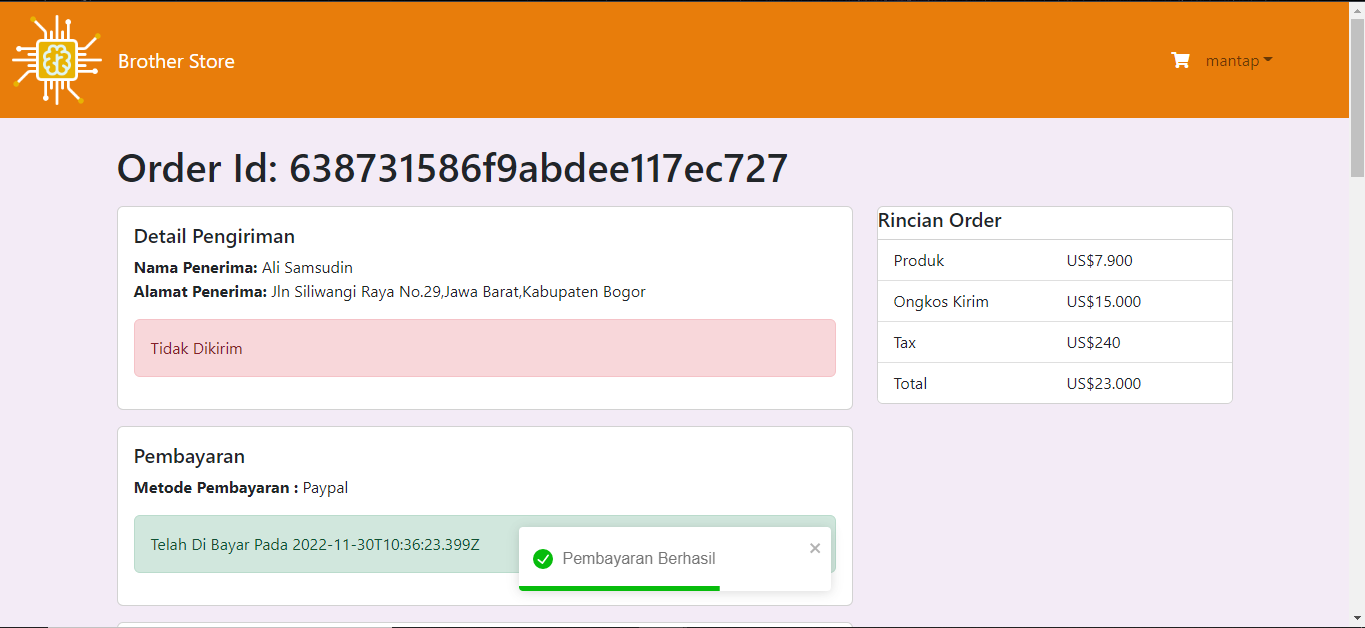 Brother Store
mantap
Order Id: 638731586f9abdee117ec727
Detail Pengiriman
Nama Penerima: Ali Samsudin
Alamat Penerima: Jln Siliwangi Raya No.29,Jawa Barat,Kabupaten Bogor
Tidak Dikirim
Pembayaran
Metode Pembayaran : Paypal
Telah Di Bayar Pada 2022-11-30T10:36:23.399Z
Pembayaran Berhasil
Rincian Order
Produk US$7.900
Ongkos Kirim US$15.000
Tax US$240
Total US$23.000